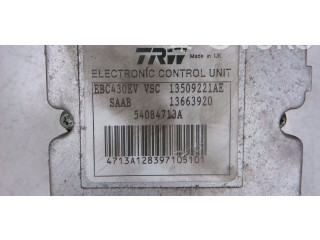 TRW
Made in UK
ELECTRONIC CONTROL UNIT
EBC430EV VSC 13509221AE
SAAB 13663920
54084713A
4713A128397105101